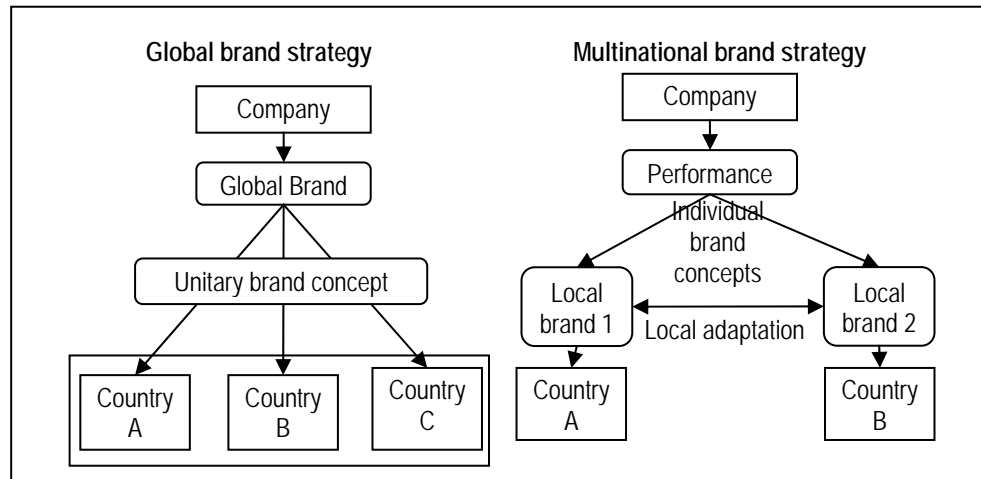 Global brand strategy
Company
Global Brand
Unitary brand concept
Country
A
Country
B
Country
C
Multinational brand strategy
Company
Performance
Individual
brand
concepts
Local
brand 1
Local adaptation
Local
brand 2
Country
A
Country
B